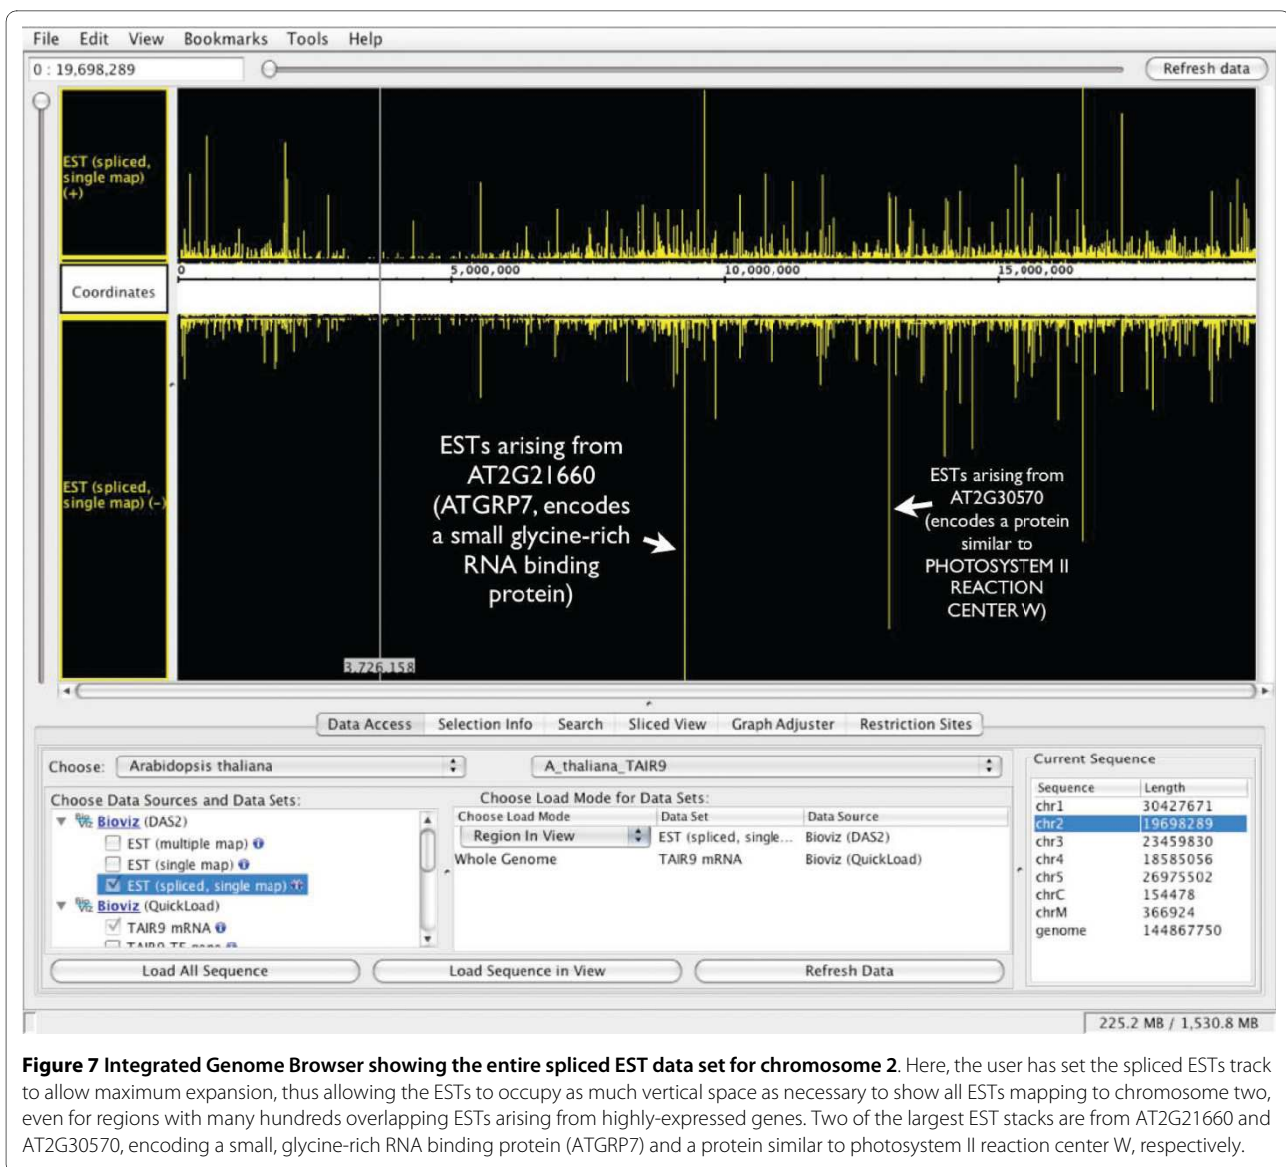 File Edit View Bookmarks Tools Help
0 : 19,698,289
Refresh data
EST (spliced,
single map)
(+)
0 5,000,000 10,000,000 15,000,000
Coordinates
EST (spliced,
single map) (-)
ESTs arising from
AT2G21660
(ATGRP7, encodes
a small glycine-rich
RNA binding
protein)
ESTs arising from
AT2G30570
(encodes a protein
similar to
PHOTOSYSTEM II
REACTION
CENTER W)
3,726,158
Data Access Selection Info Search Sliced View Graph Adjuster Restriction Sites
Choose: Arabidopsis thaliana A_thaliana_TAIR9
Choose Data Sources and Data Sets:
Bioviz (DAS2)
EST (multiple map)
EST (single map)
EST (spliced, single map)
Bioviz (QuickLoad)
TAIR9 mRNA
Choose Load Mode for Data Sets:
Choose Load Mode Data Set Data Source
Region In View EST (spliced, single... Bioviz (DAS2)
Whole Genome TAIR9 mRNA Bioviz (QuickLoad)
Current Sequence
Sequence Length
chr1 30427671
chr2 19698289
chr3 23459830
chr4 18585056
chr5 26975502
chrC 154478
chrM 366924
genome 144867750
Load All Sequence Load Sequence in View Refresh Data
225.2 MB / 1,530.8 MB
Figure 7 Integrated Genome Browser showing the entire spliced EST data set for chromosome 2. Here, the user has set the spliced ESTs track
to allow maximum expansion, thus allowing the ESTs to occupy as much vertical space as necessary to show all ESTs mapping to chromosome two,
even for regions with many hundreds overlapping ESTs arising from highly-expressed genes. Two of the largest EST stacks are from AT2G21660 and
AT2G30570, encoding a small, glycine-rich RNA binding protein (ATGRP7) and a protein similar to photosystem II reaction center W, respectively.